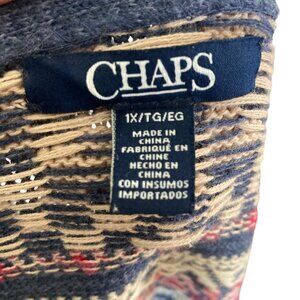 CHAPS
1X/TG/EG
MADE IN
CHINA
FABRIQUÉ EN
CHINE
HECHO EN
CHINA
CON INSUMOS
IMPORTADOS